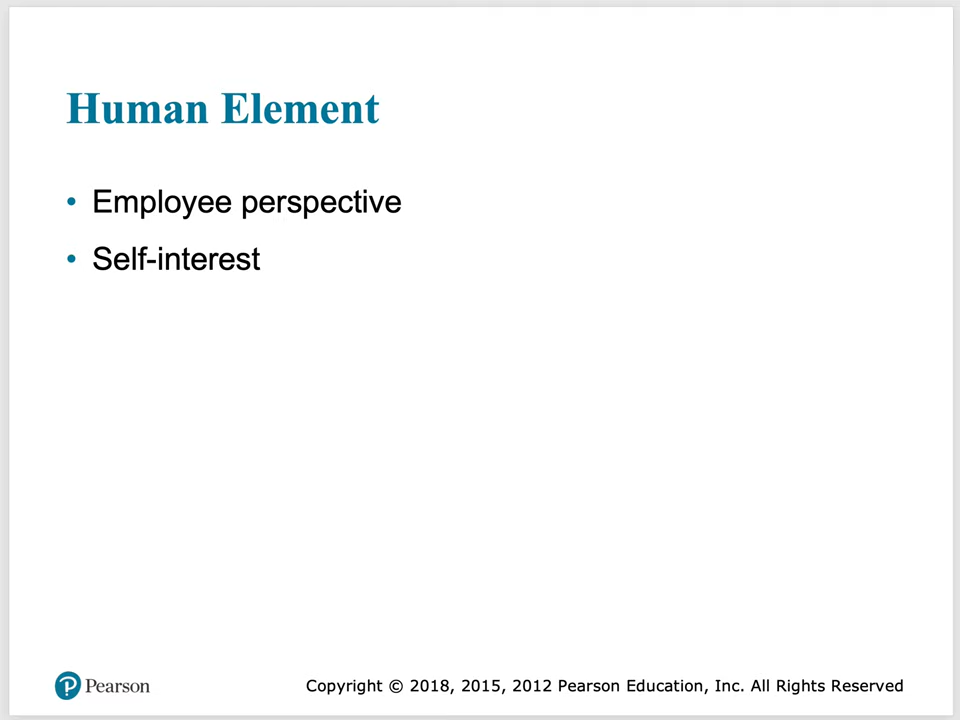 Human Element
• Employee perspective
• Self-interest
Pearson
Copyright © 2018, 2015, 2012 Pearson Education, Inc. All Rights Reserved